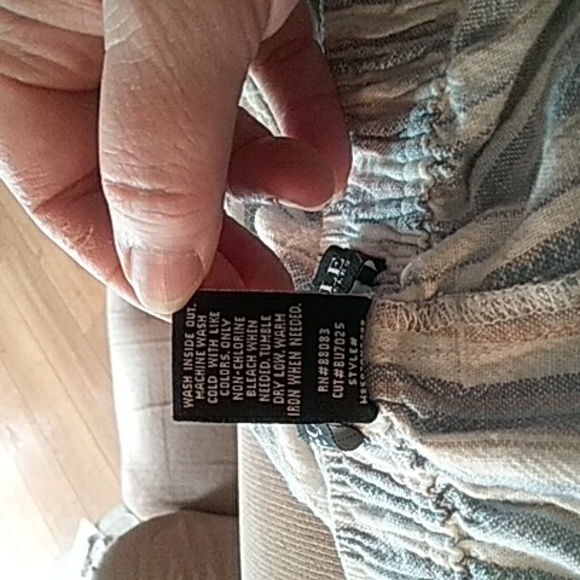 WASH INSIDE OUT.
MACHINE WASH
COLD WITH LIKE
COLORS. ONLY
NON-CHLORINE
BLEACH WHEN
NEEDED. TUMBLE
DRY LOW. WARM
IRON WHEN NEEDED.
RN#88083
CUT#BU7025
STYLE#
LE